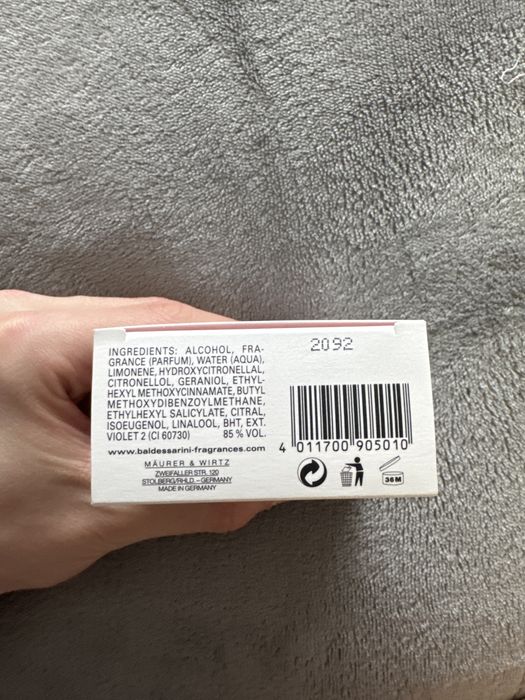 INGREDIENTS: ALCOHOL, FRA-
GRANCE (PARFUM), WATER (AQUA),
LIMONENE, HYDROXYCITRONELLAL,
CITRONELLOL, GERANIOL, ETHYL-
HEXYL METHOXYCINNAMATE, BUTYL
METHOXYDIBENZOYLMETHANE,
ETHYLHEXYL SALICYLATE, CITRAL,
ISOEUGENOL, LINALOOL, BHT, EXT.
VIOLET 2 (CI 60730) 85 % VOL.
www.baldessarini-fragrances.com
MÄURER & WIRTZ
ZWEIFALLER STR. 120
STOLBERG/RHLD. – GERMANY
MADE IN GERMANY
2092
4 011700 905010
36 M